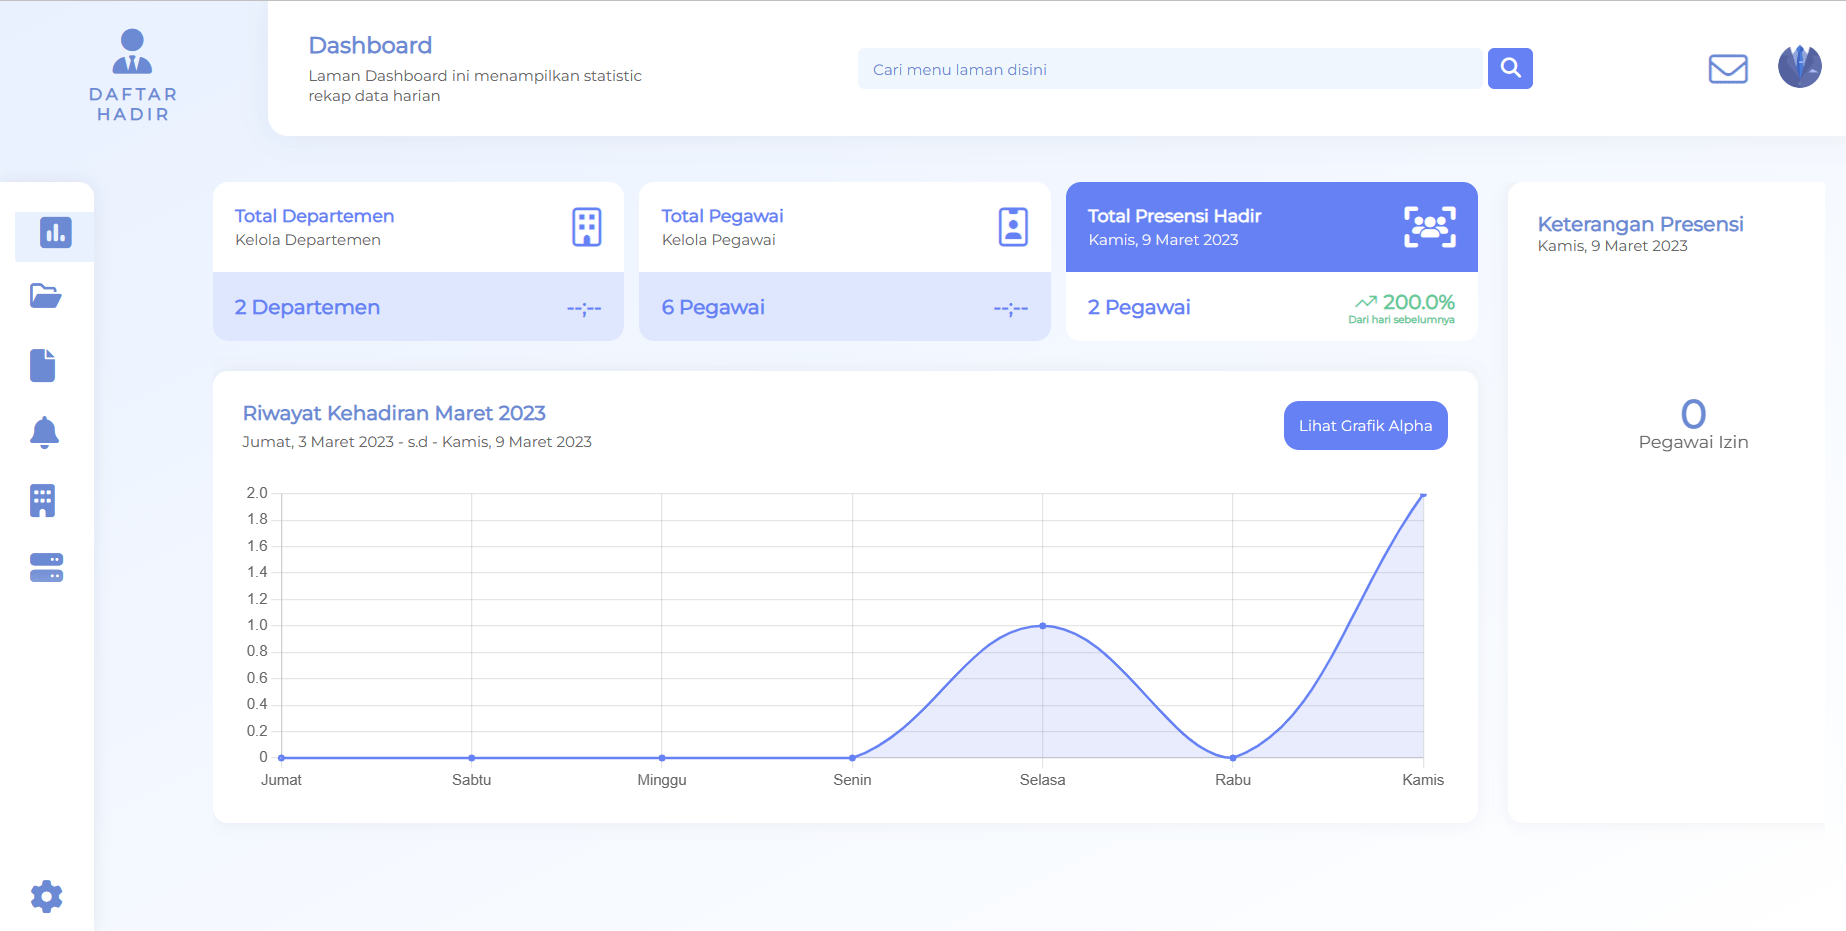 DAFTAR
HADIR
Dashboard
Laman Dashboard ini menampilkan statistic
rekap data harian
Cari menu laman disini
Total Departemen
Kelola Departemen
2 Departemen
--;--
Total Pegawai
Kelola Pegawai
6 Pegawai
--;--
Total Presensi Hadir
Kamis, 9 Maret 2023
2 Pegawai
200.0%
Dari hari sebelumnya
Keterangan Presensi
Kamis, 9 Maret 2023
0
Pegawai Izin
Riwayat Kehadiran Maret 2023
Jumat, 3 Maret 2023 - s.d - Kamis, 9 Maret 2023
Lihat Grafik Alpha
2.0
1.8
1.6
1.4
1.2
1.0
0.8
0.6
0.4
0.2
0
Jumat Sabtu Minggu Senin Selasa Rabu Kamis